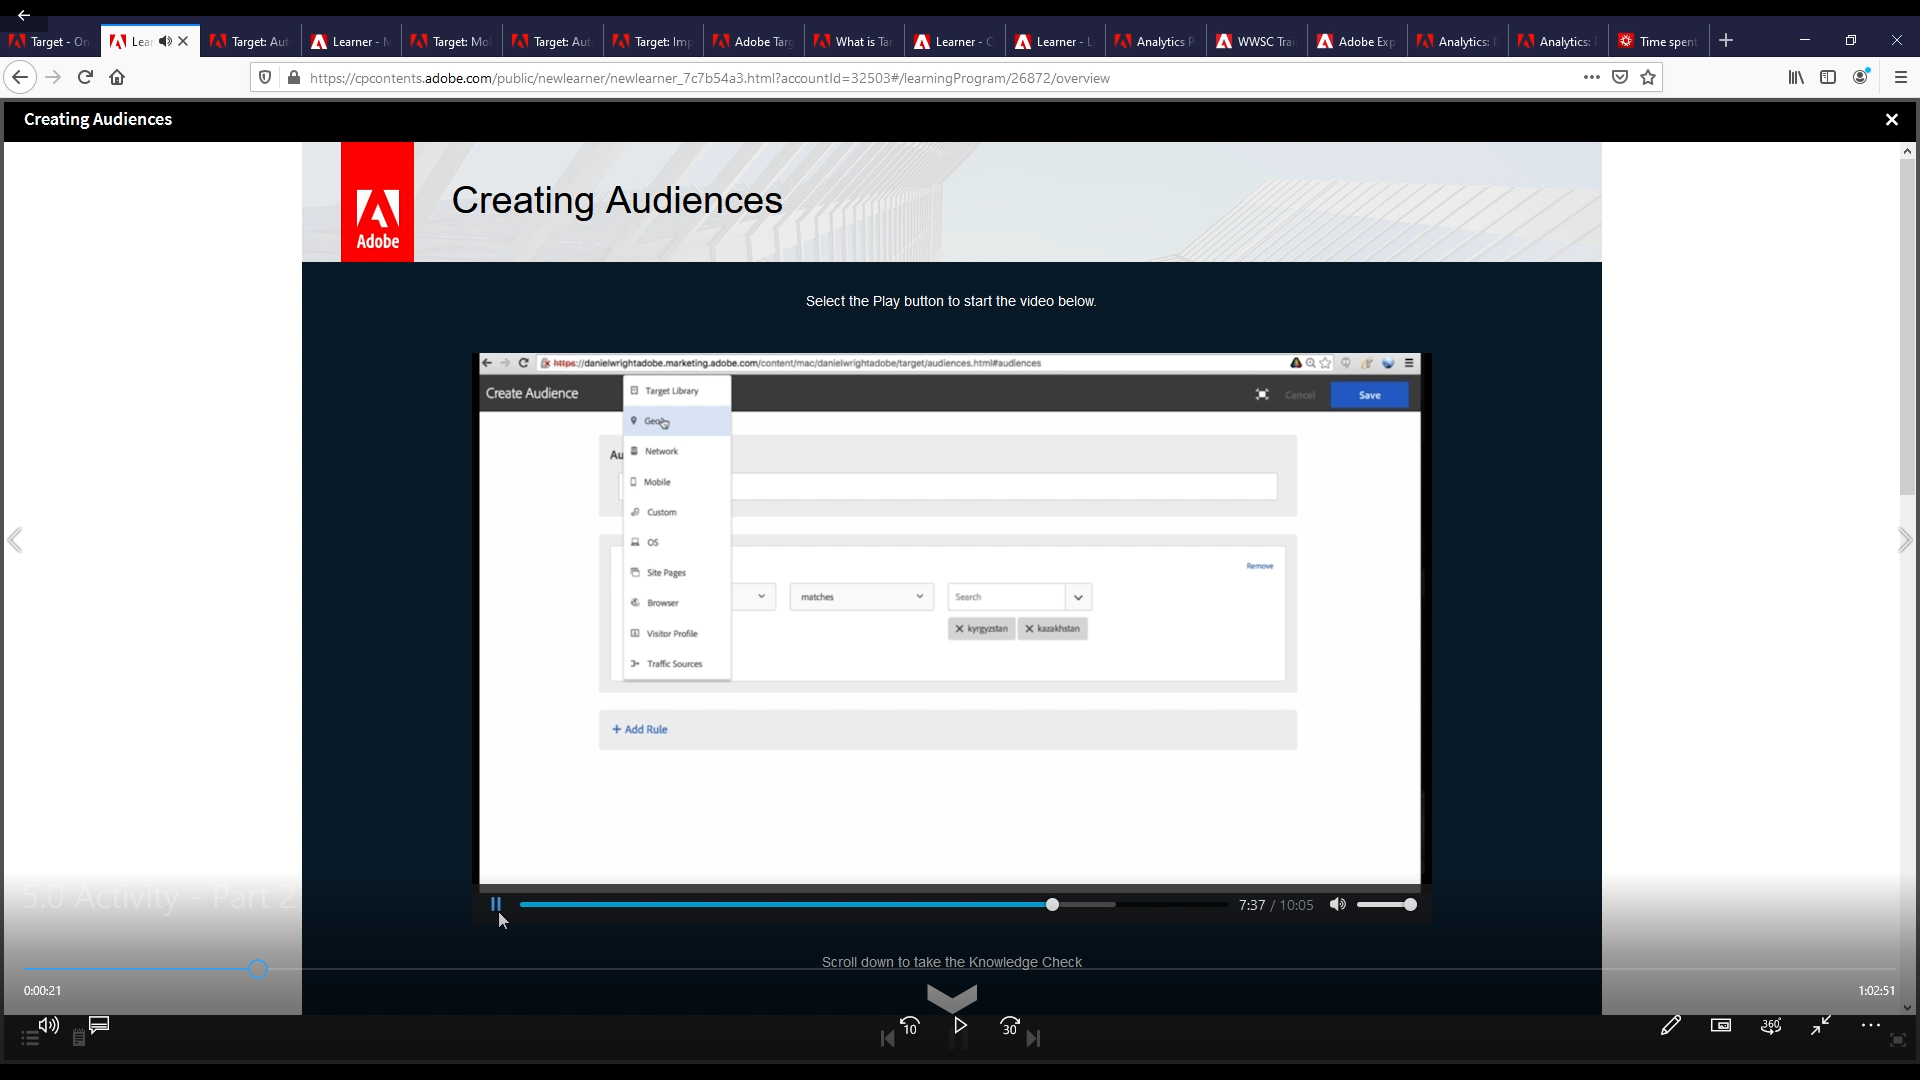 Target - On
Lear
Target: Aut
Learner - M
Target: Mo
Target: Aut
Target: Imp
Adobe Targ
What is Tar
Learner - C
Learner - L
Analytics P
WWSC Trai
Adobe Exp
Analytics: F
Analytics: I
Time spent
https://cpcontents.adobe.com/public/newlearner/newlearner_7c7b54a3.html?accountId=32503#/learningProgram/26872/overview
Creating Audiences
Adobe
Creating Audiences
Select the Play button to start the video below.
https://danielwrightadobe.marketing.adobe.com/content/mac/danielwrightadobe/target/audiences.html#audiences
Create Audience
Target Library
Cancel
Save
Geo
Au
Network
Mobile
Custom
OS
Site Pages
Remove
Browser
matches
Search
kyrgyzstan
kazakhstan
Visitor Profile
Traffic Sources
+ Add Rule
5.0 Activity - Part 2
7:37 / 10:05
Scroll down to take the Knowledge Check
0:00:21
1:02:51
10
30
360°